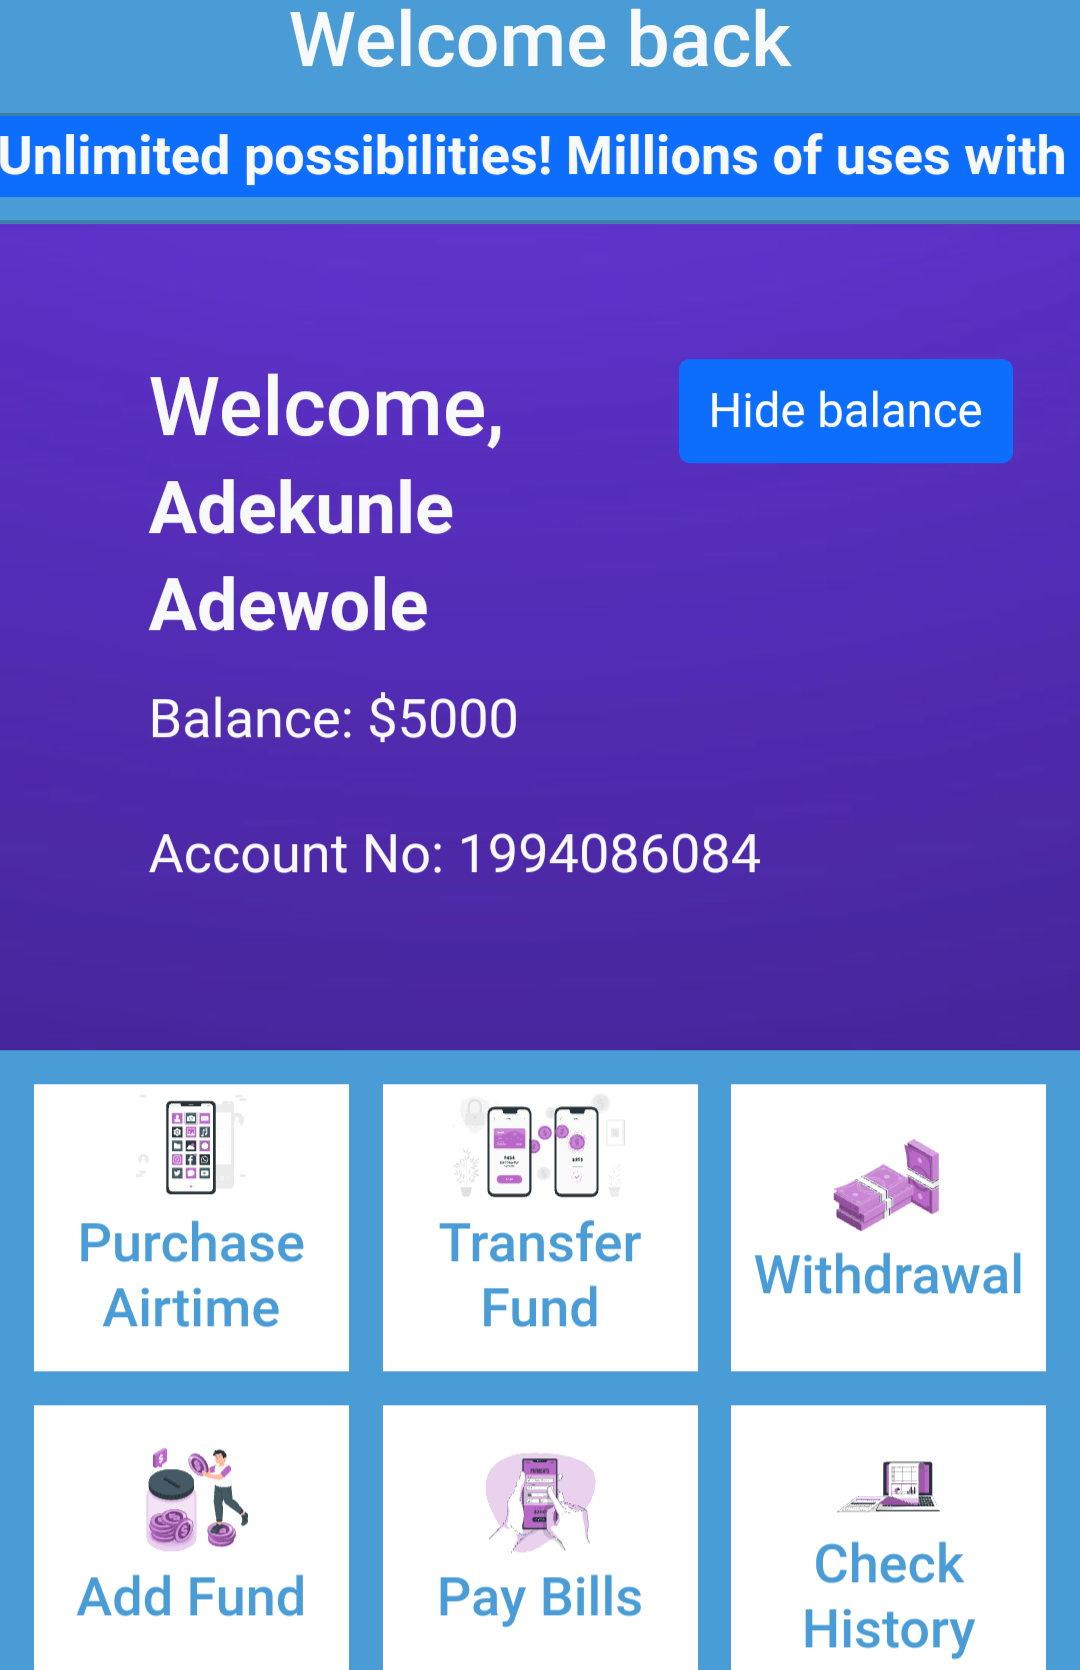 Welcome back
Unlimited possibilities! Millions of uses with
Welcome,
Hide balance
Adekunle
Adewole
Balance: $5000
Account No: 1994086084
Purchase
Airtime
Transfer
Fund
Withdrawal
Add Fund
Pay Bills
Check
History